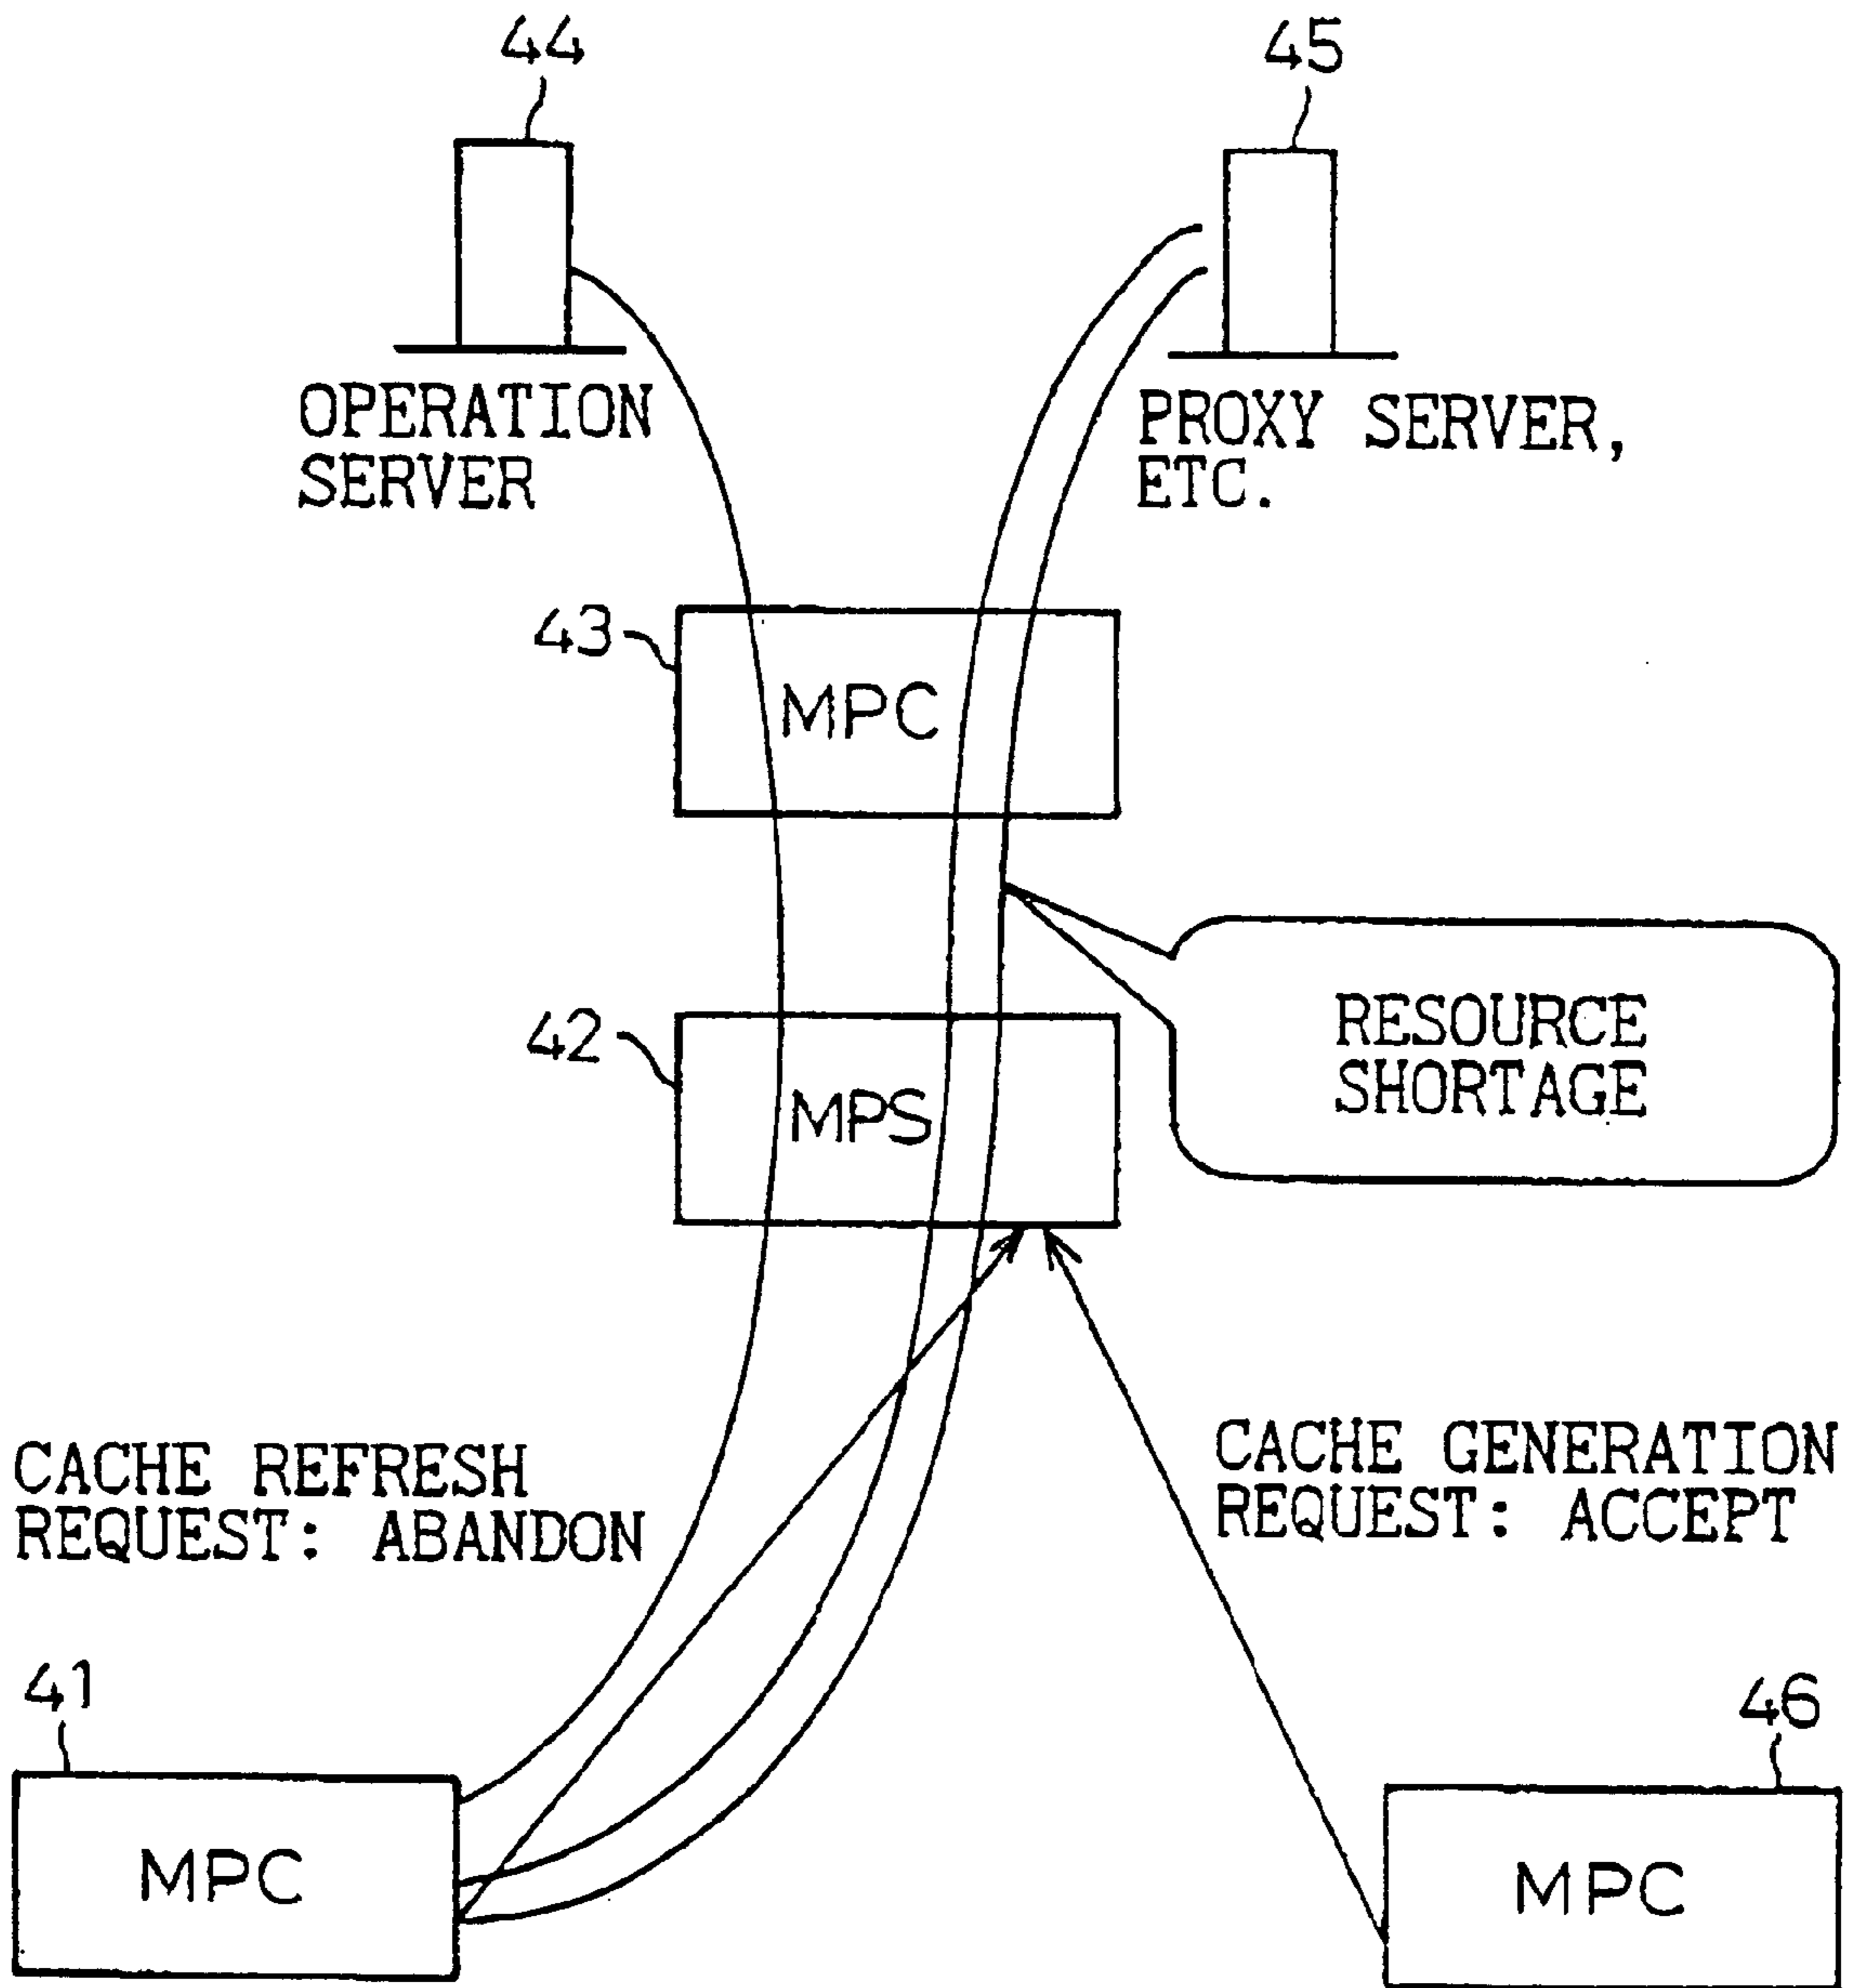 44
45
OPERATION
SERVER
PROXY SERVER,
ETC.
43
MPC
42
MPS
RESOURCE
SHORTAGE
CACHE REFRESH
REQUEST: ABANDON
CACHE GENERATION
REQUEST: ACCEPT
41
MPC
46
MPC